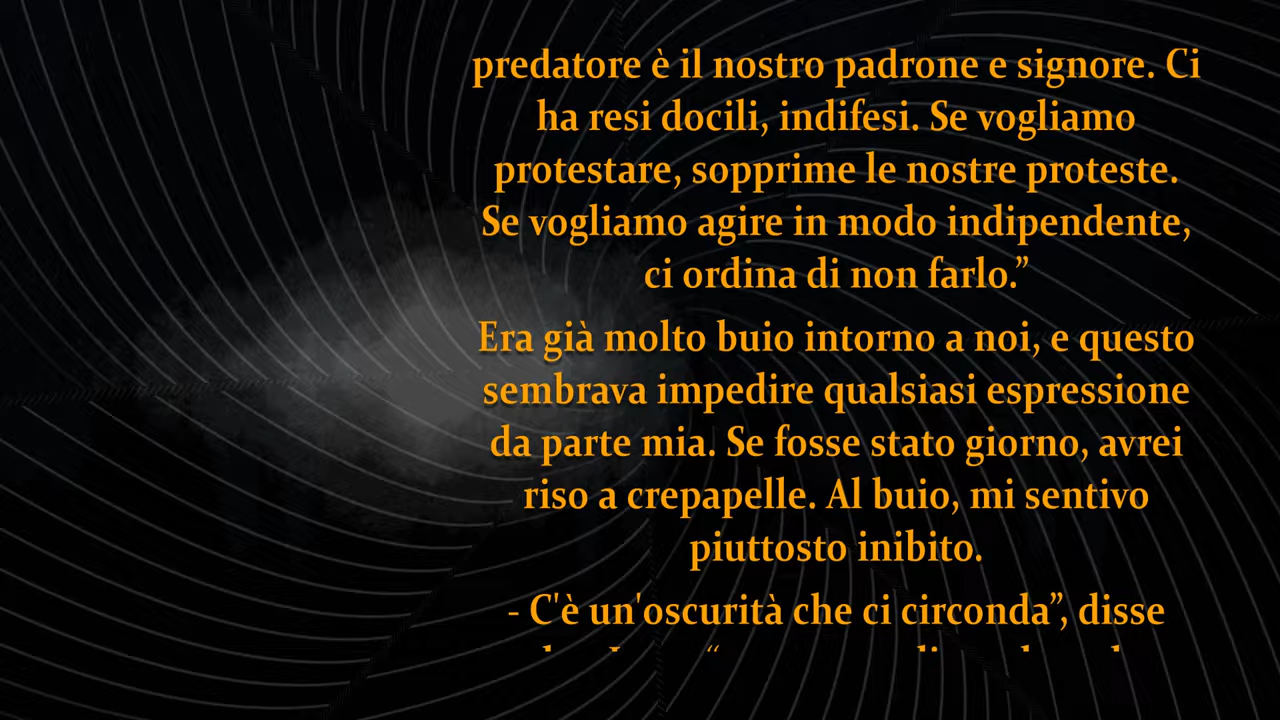 predatore è il nostro padrone e signore. Ci
ha resi docili, indifesi. Se vogliamo
protestare, sopprime le nostre proteste.
Se vogliamo agire in modo indipendente,
ci ordina di non farlo.”
Era già molto buio intorno a noi, e questo
sembrava impedire qualsiasi espressione
da parte mia. Se fosse stato giorno, avrei
riso a crepapelle. Al buio, mi sentivo
piuttosto inibito.
- C'è un'oscurità che ci circonda”, disse